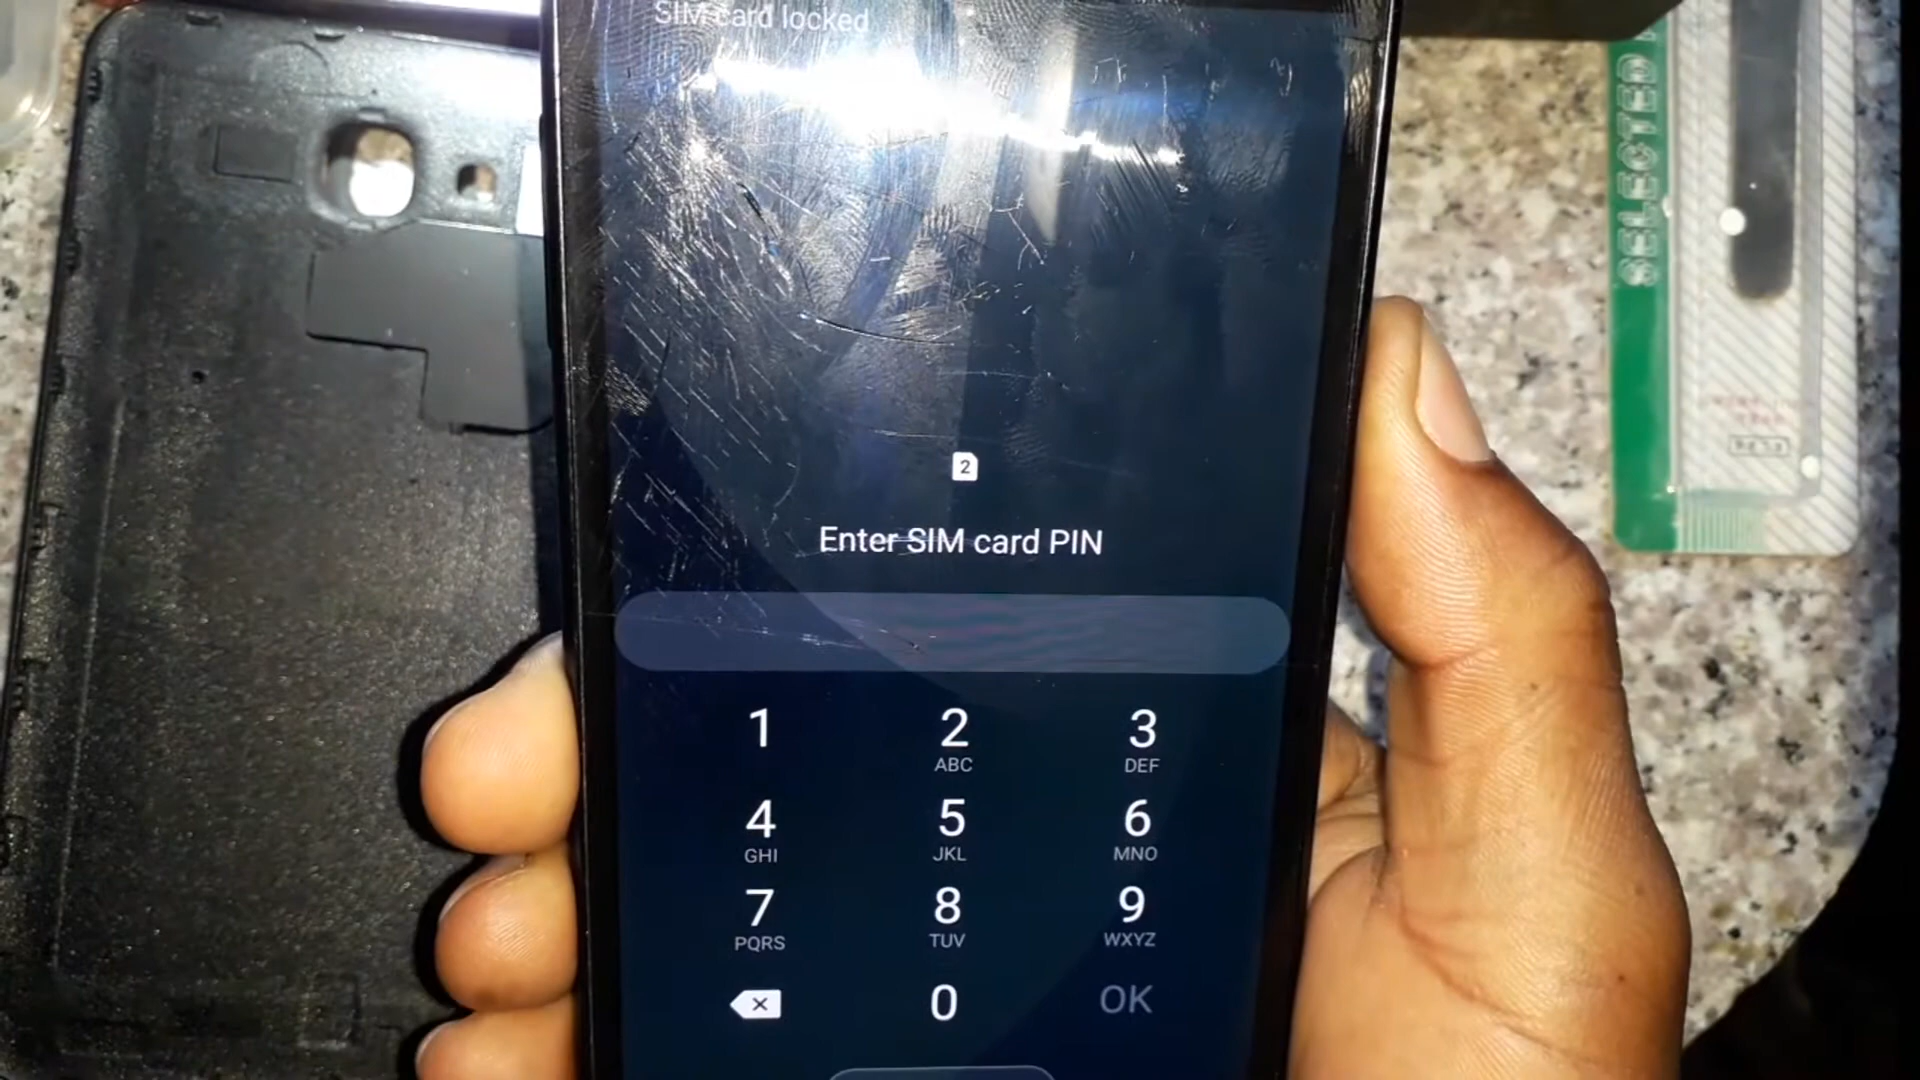 SIM card locked
2
Enter SIM card PIN
1 2 3
ABC DEF
4 5 6
GHI JKL MNO
7 8 9
PQRS TUV WXYZ
0 OK
SELECTED